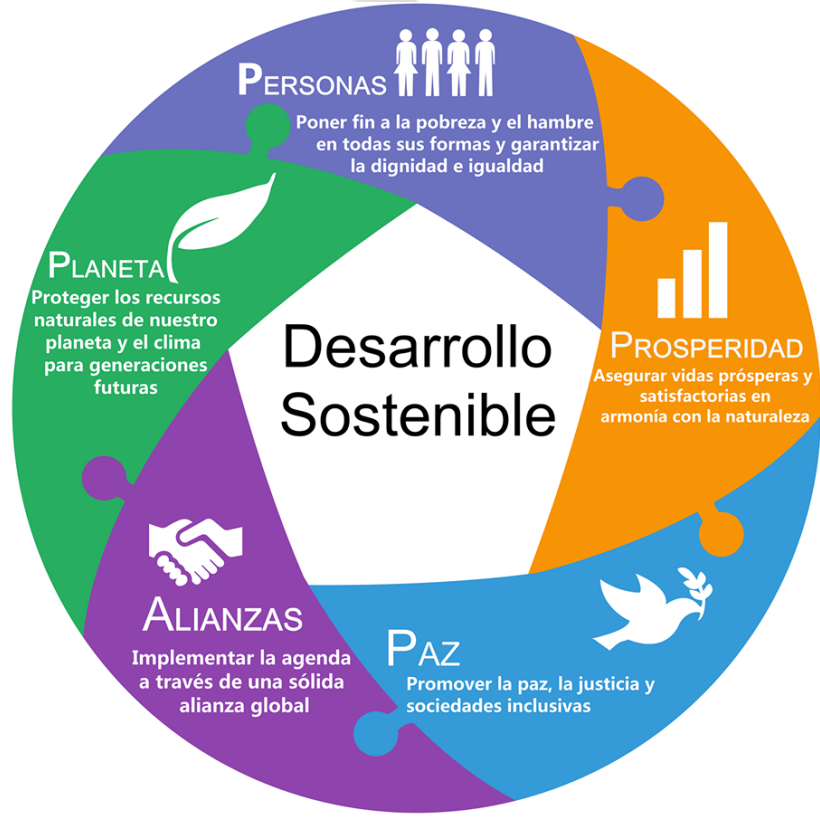 PERSONAS
Poner fin a la pobreza y el hambre
en todas sus formas y garantizar
la dignidad e igualdad
PROSPERIDAD
Asegurar vidas prósperas y
satisfactorias en
armonía con la naturaleza
PAZ
Promover la paz, la justicia y
sociedades inclusivas
ALIANZAS
Implementar la agenda
a través de una sólida
alianza global
PLANETA
Proteger los recursos
naturales de nuestro
planeta y el clima
para generaciones
futuras
Desarrollo
Sostenible